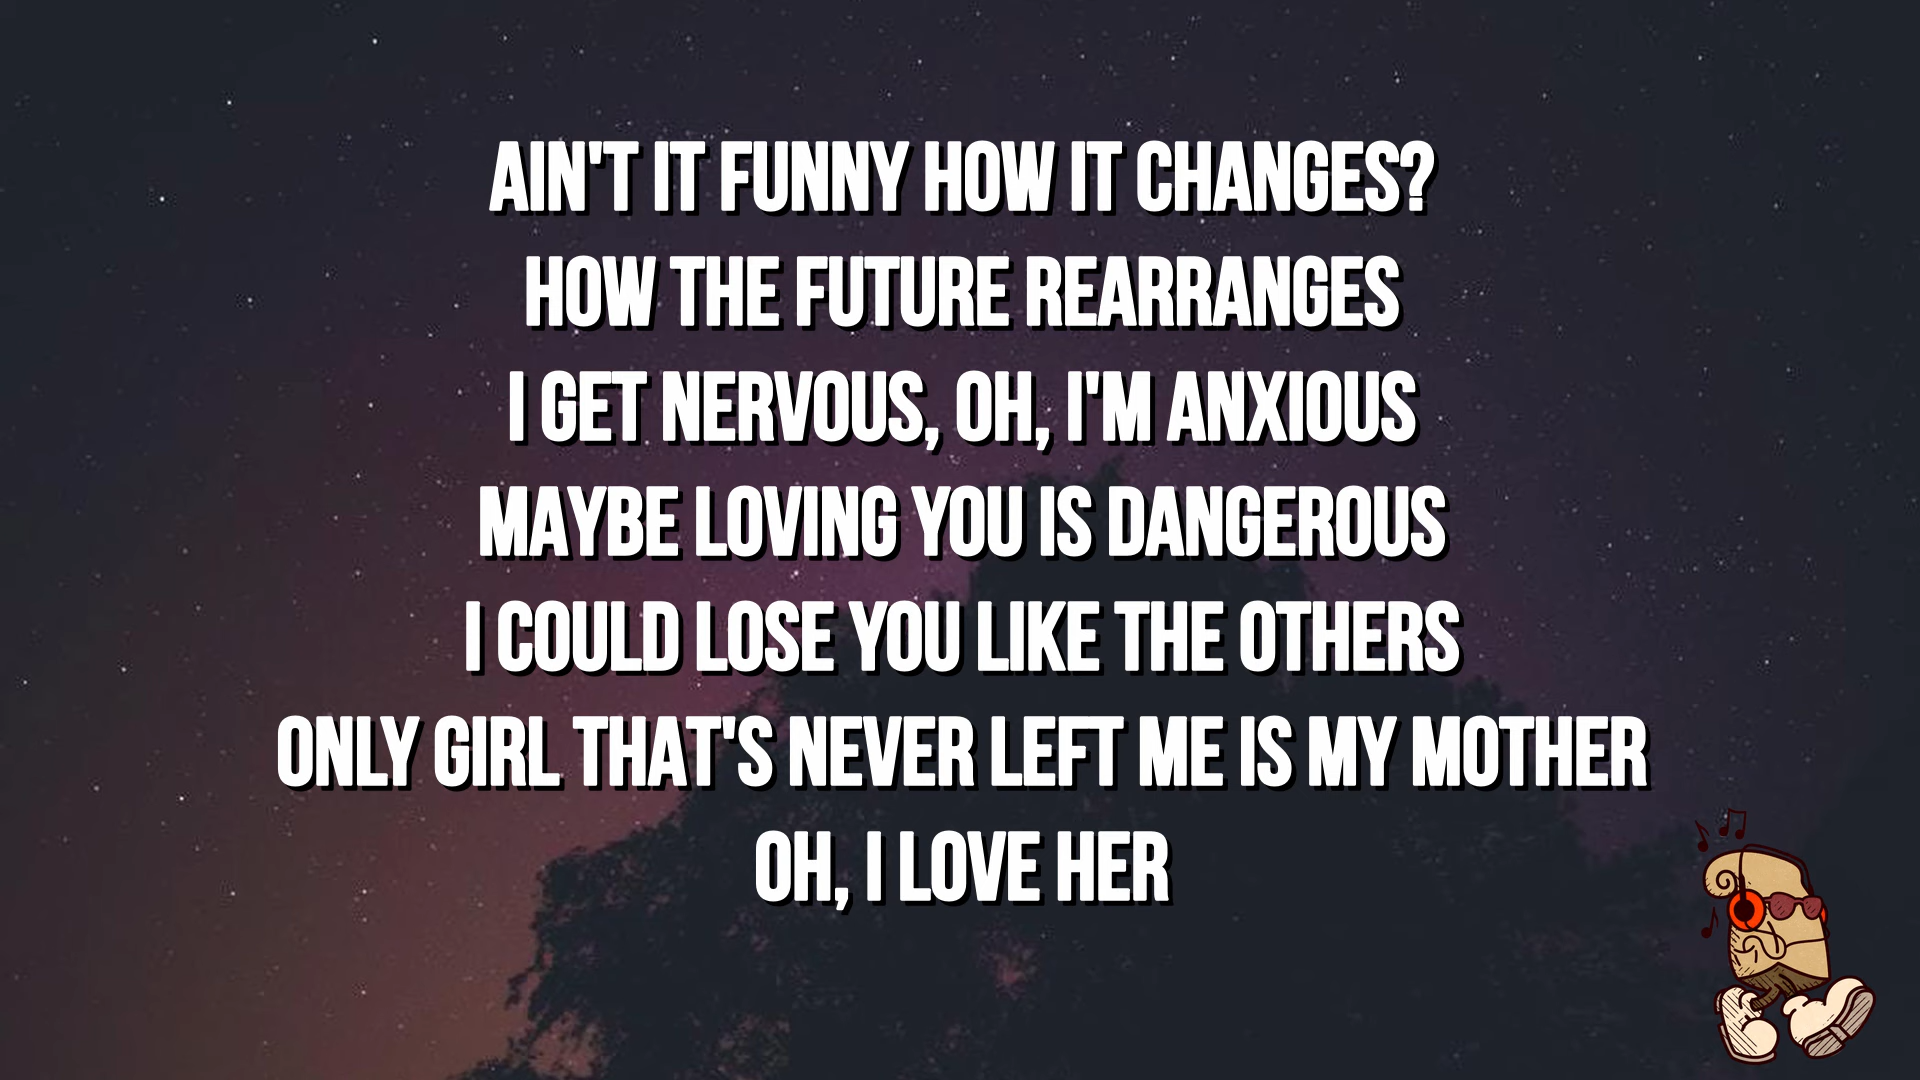 AIN'T IT FUNNY HOW IT CHANGES?
HOW THE FUTURE REARRANGES
I GET NERVOUS, OH, I'M ANXIOUS
MAYBE LOVING YOU IS DANGEROUS
I COULD LOSE YOU LIKE THE OTHERS
ONLY GIRL THAT'S NEVER LEFT ME IS MY MOTHER
OH, I LOVE HER